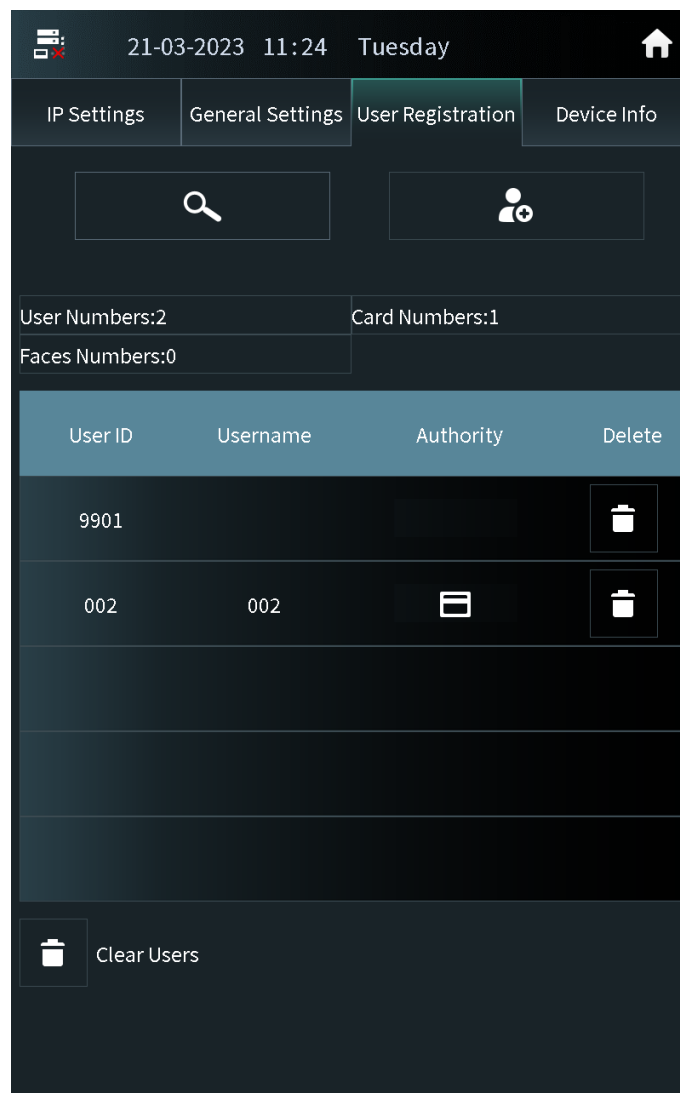 21-03-2023 11:24 Tuesday
IP Settings General Settings User Registration Device Info
User Numbers:2 Card Numbers:1
Faces Numbers:0
User ID Username Authority Delete
9901
002 002
Clear Users